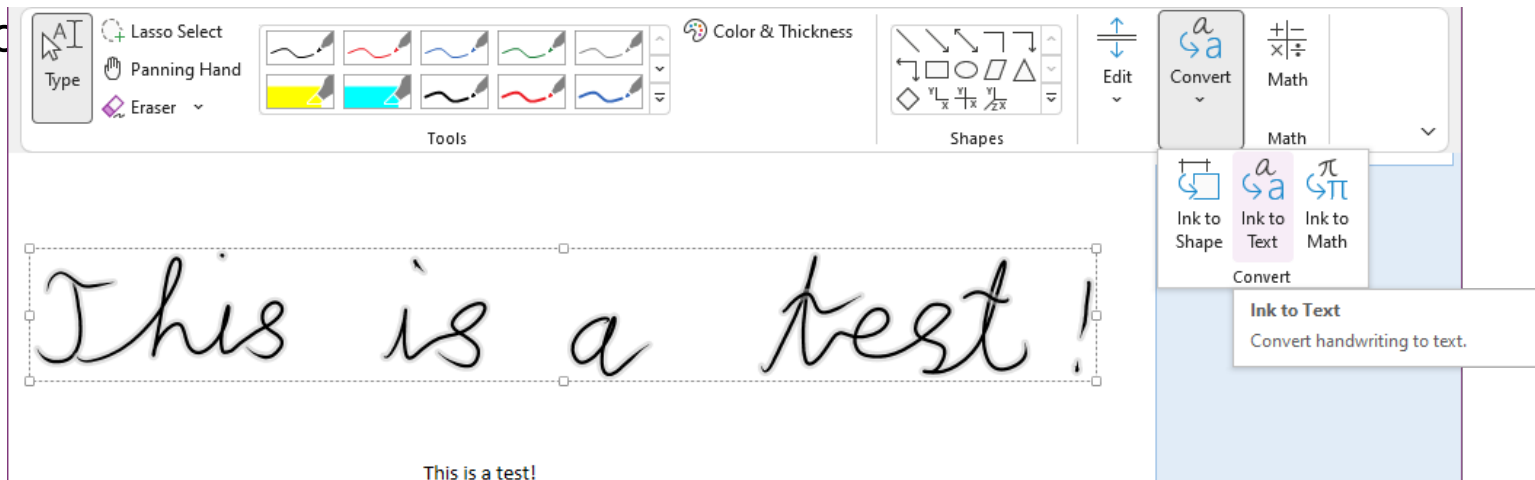 Type
Lasso Select
Panning Hand
Eraser
Color & Thickness
Tools
Shapes
Edit
Convert
Math
Math
Ink to Shape
Ink to Text
Ink to Math
Convert
Ink to Text
Convert handwriting to text.
This is a test!
This is a test!